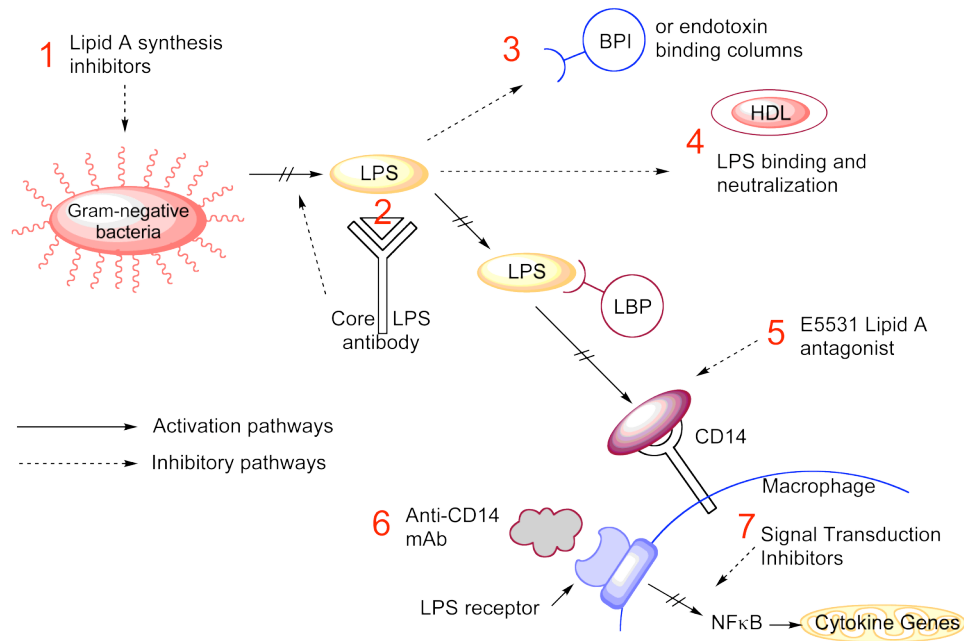 1
Lipid A synthesis
inhibitors
3
BPI
or endotoxin
binding columns
HDL
4
LPS binding and
neutralization
LPS
Gram-negative
bacteria
2
Core LPS
antibody
LPS
LBP
5
E5531 Lipid A
antagonist
CD14
Activation pathways
Inhibitory pathways
Macrophage
6
Anti-CD14
mAb
7
Signal Transduction
Inhibitors
LPS receptor
NFκB
Cytokine Genes